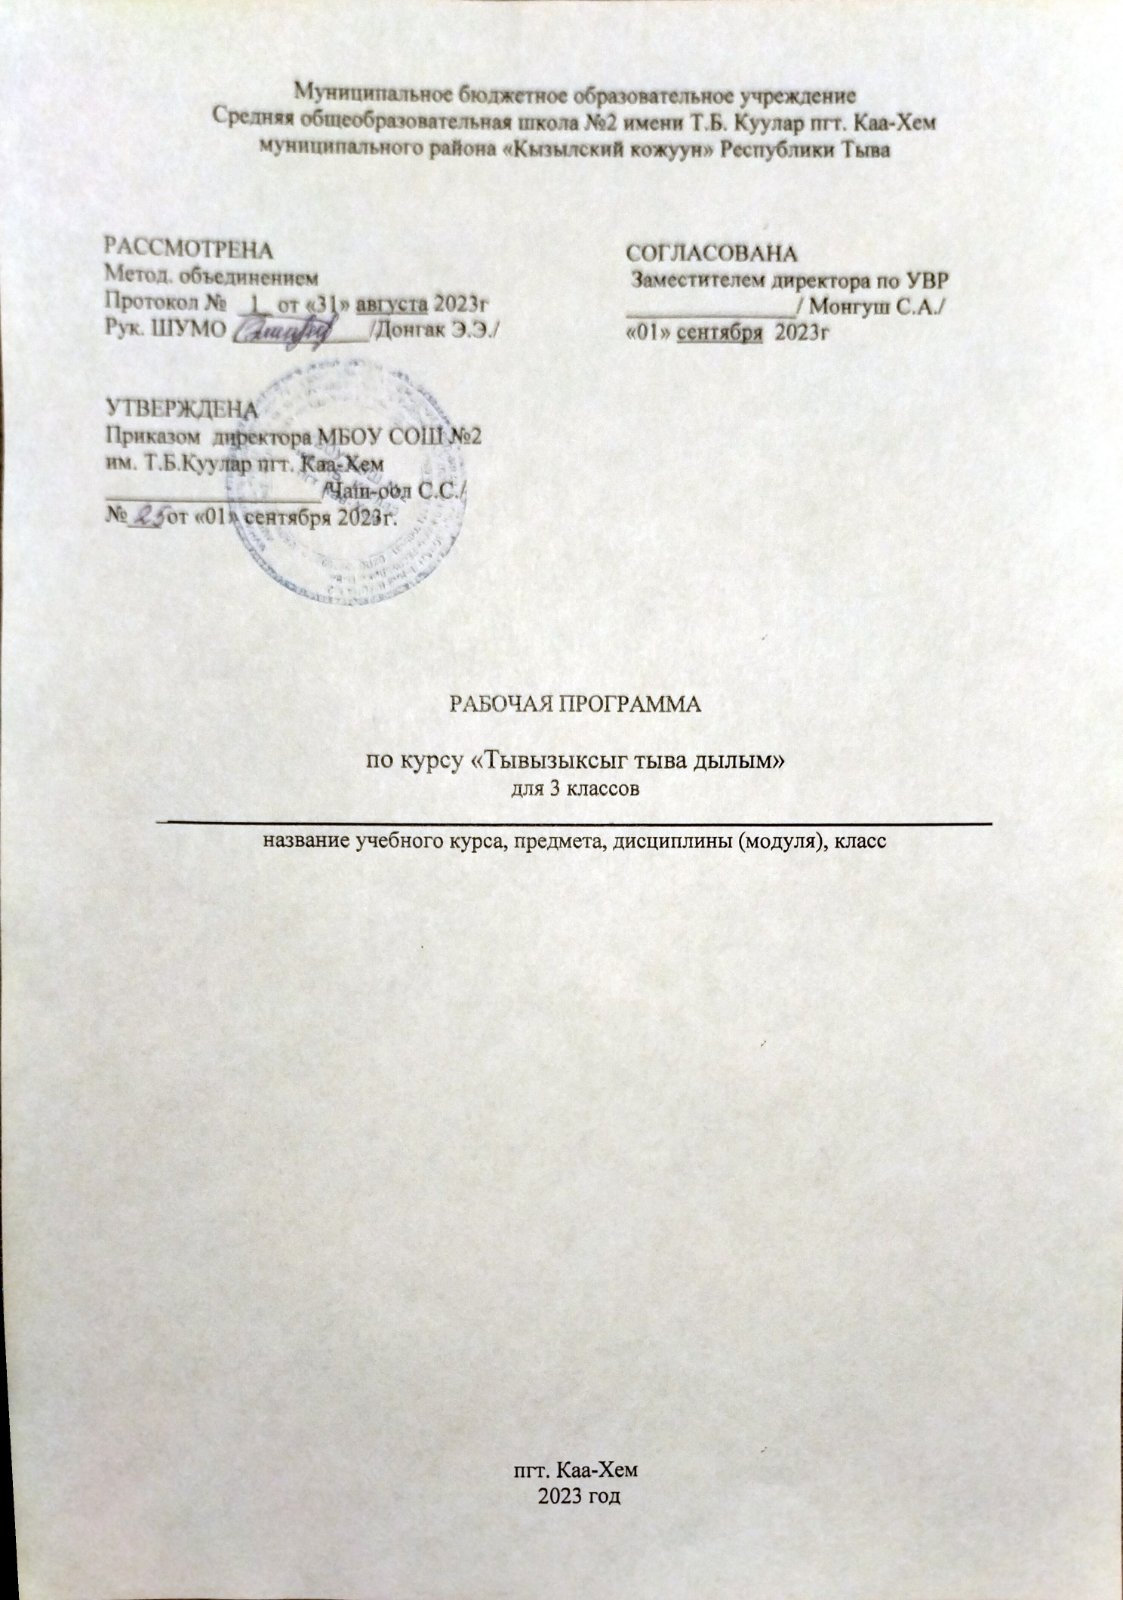 Муниципальное бюджетное образовательное учреждение
Средняя общеобразовательная школа №2 имени Т.Б. Куулар пгт. Каа-Хем
муниципального района «Кызылский кожуун» Республики Тыва
РАССМОТРЕНА
Метод. объединением
Протокол № 1 от «31» августа 2023г
Рук. ШУМО ____________/Донгак Э.Э./
СОГЛАСОВАНА
Заместителем директора по УВР
_______________/ Монгуш С.А./
«01» сентября 2023г
УТВЕРЖДЕНА
Приказом директора МБОУ СОШ №2
им. Т.Б.Куулар пгт. Каа-Хем
___________________/Чаш-оол С.С./
№ 25 от «01» сентября 2023г.
РАБОЧАЯ ПРОГРАММА
по курсу «Тывызыксыг тыва дылым»
для 3 классов
название учебного курса, предмета, дисциплины (модуля), класс
пгт. Каа-Хем
2023 год